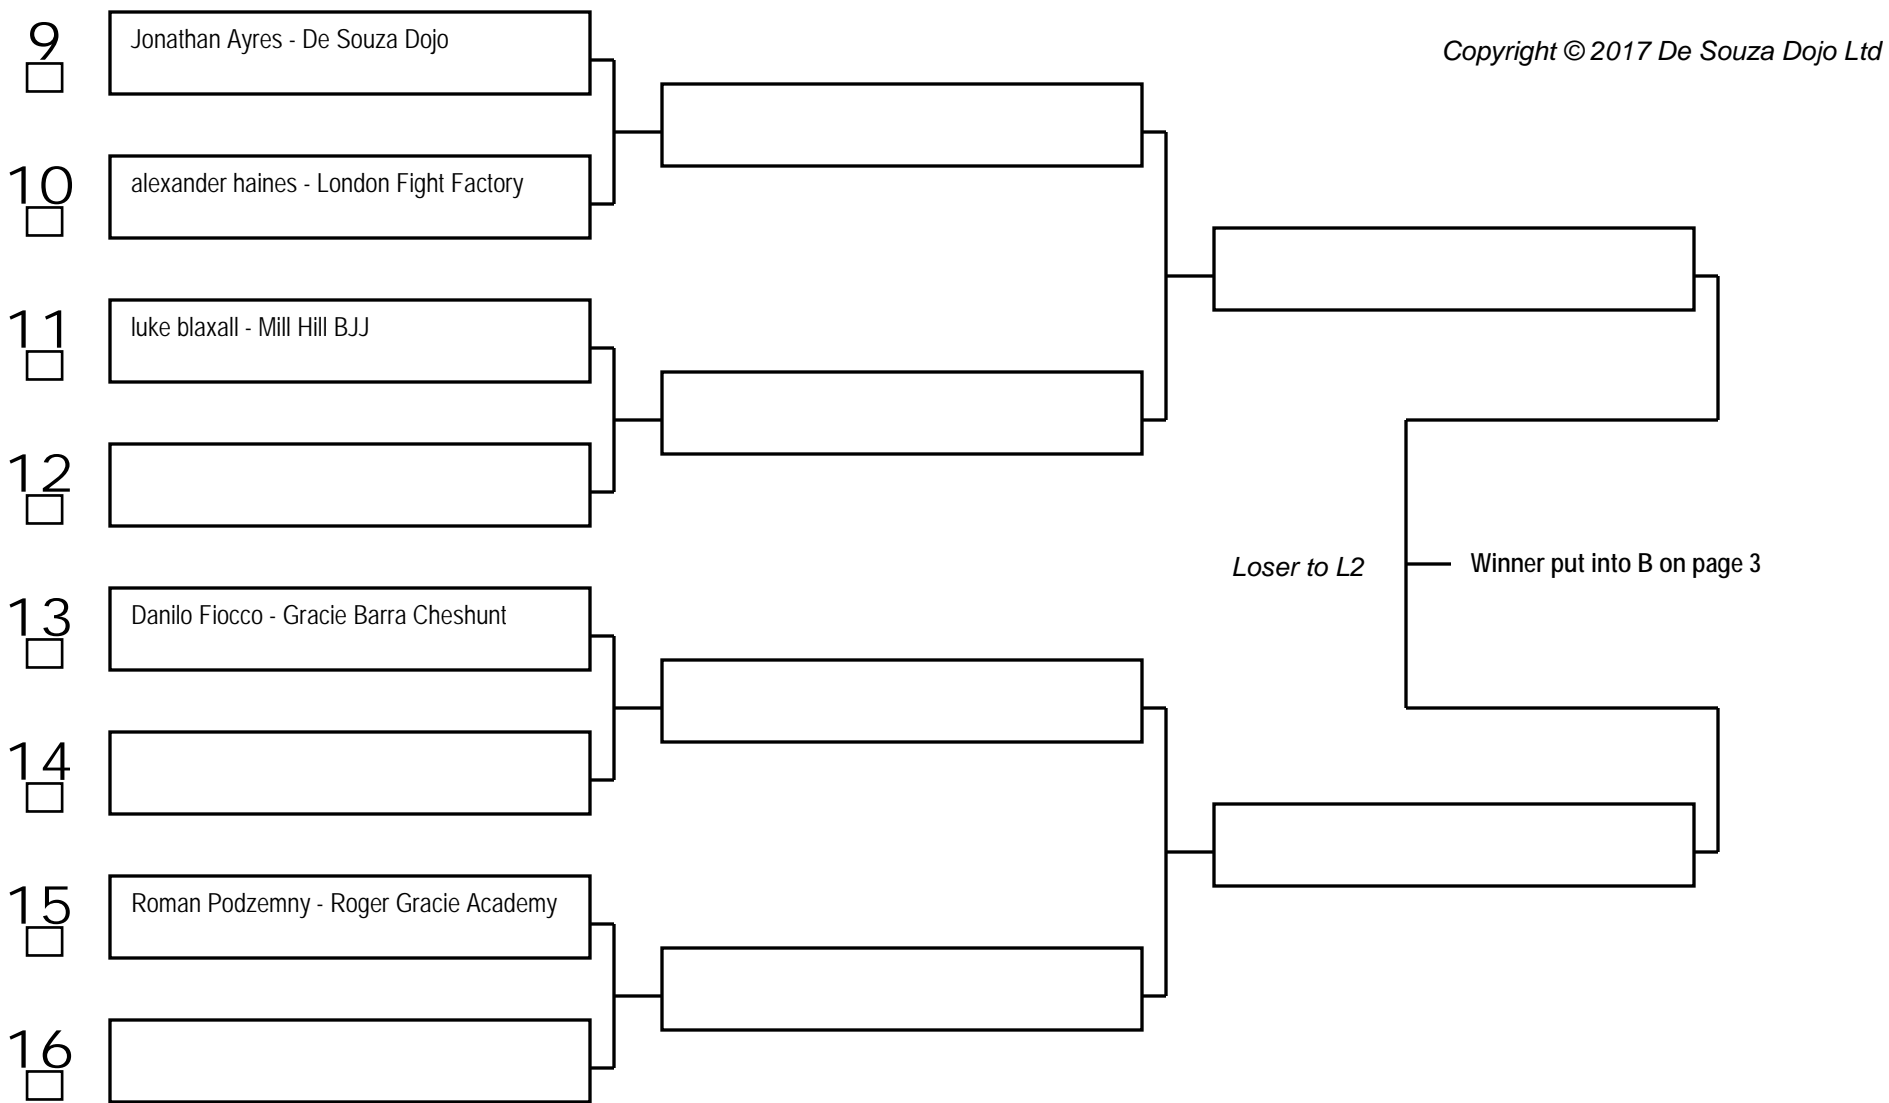 9
Jonathan Ayres - De Souza Dojo
Copyright © 2017 De Souza Dojo Ltd
10
alexander haines - London Fight Factory
11
luke blaxall - Mill Hill BJJ
12
Loser to L2
Winner put into B on page 3
13
Danilo Fiocco - Gracie Barra Cheshunt
14
15
Roman Podzemny - Roger Gracie Academy
16